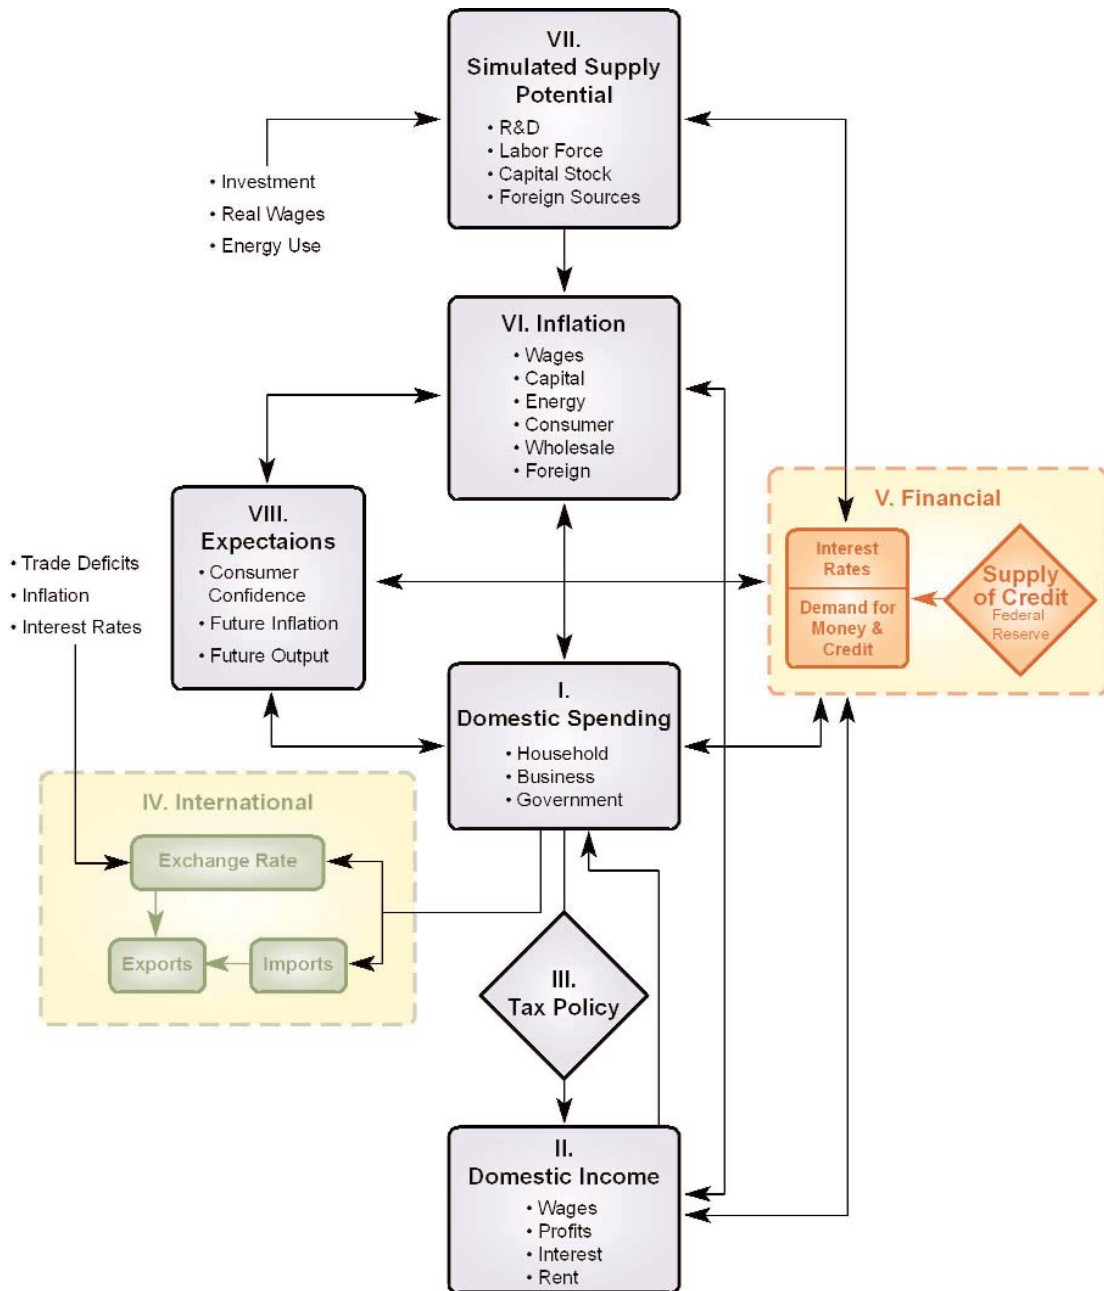 VII.
Simulated Supply
Potential
• R&D
• Labor Force
• Capital Stock
• Foreign Sources
• Investment
• Real Wages
• Energy Use
VI. Inflation
• Wages
• Capital
• Energy
• Consumer
• Wholesale
• Foreign
VIII.
Expectaions
• Consumer
Confidence
• Future Inflation
• Future Output
• Trade Deficits
• Inflation
• Interest Rates
V. Financial
Interest
Rates
Demand for
Money &
Credit
Supply
of Credit
Federal
Reserve
I.
Domestic Spending
• Household
• Business
• Government
IV. International
Exchange Rate
Exports
Imports
III.
Tax Policy
II.
Domestic Income
• Wages
• Profits
• Interest
• Rent